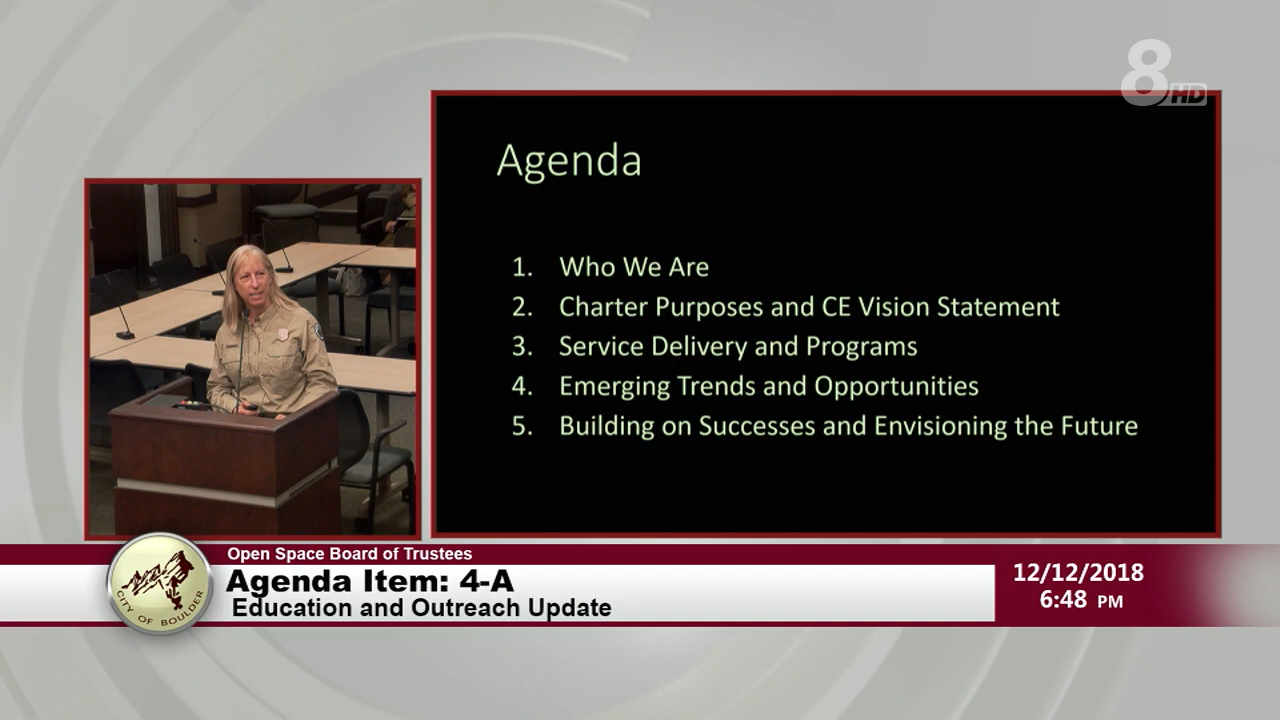 8HD
Agenda
1. Who We Are
2. Charter Purposes and CE Vision Statement
3. Service Delivery and Programs
4. Emerging Trends and Opportunities
5. Building on Successes and Envisioning the Future
Open Space Board of Trustees
Agenda Item: 4-A
Education and Outreach Update
CITY OF BOULDER
12/12/2018
6:48 PM